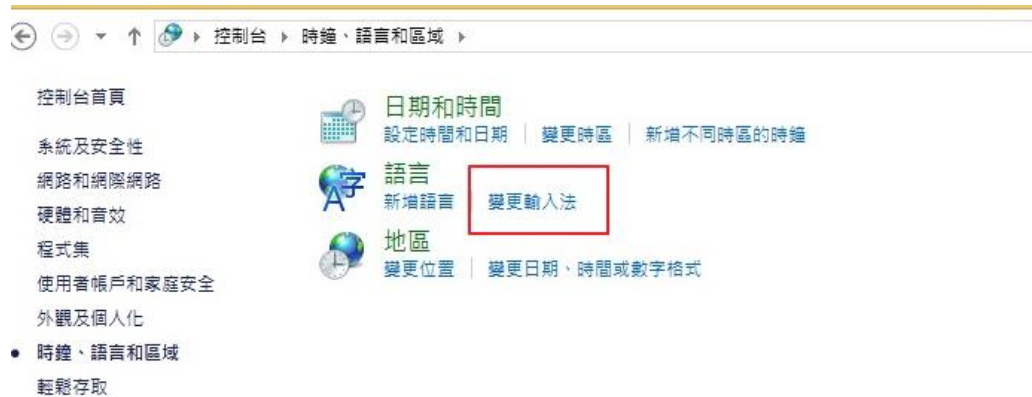 控制台 ▸ 時鐘、語言和區域 ▸
控制台首頁
系統及安全性
網路和網際網路
硬體和音效
程式集
使用者帳戶和家庭安全
外觀及個人化
• 時鐘、語言和區域
輕鬆存取
日期和時間
設定時間和日期 | 變更時區 | 新增不同時區的時鐘
語言
新增語言 | 變更輸入法
地區
變更位置 | 變更日期、時間或數字格式